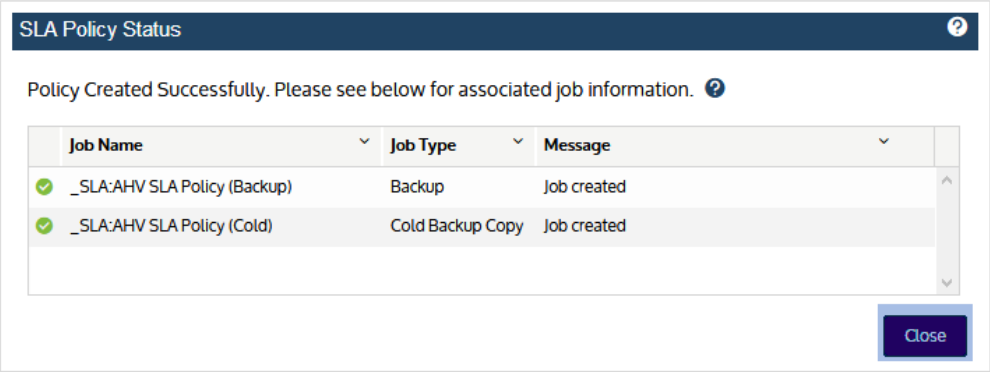 SLA Policy Status ?
Policy Created Successfully. Please see below for associated job information. ?
Job Name Job Type Message
_SLA:AHV SLA Policy (Backup) Backup Job created
_SLA:AHV SLA Policy (Cold) Cold Backup Copy Job created
Close